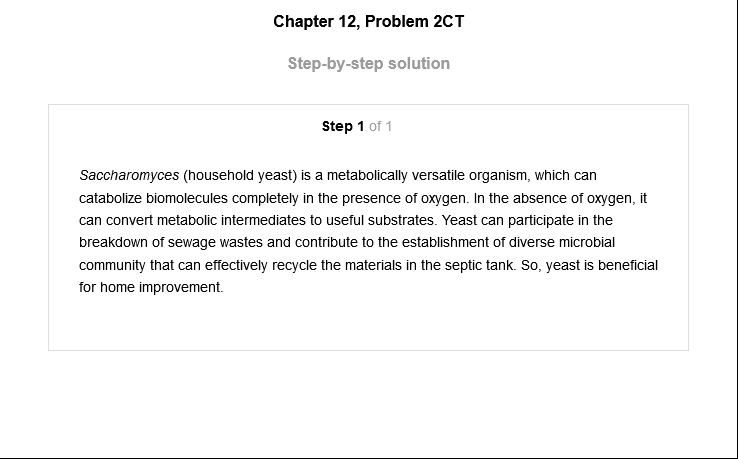 Chapter 12, Problem 2CT
Step-by-step solution
Step 1 of 1
Saccharomyces (household yeast) is a metabolically versatile organism, which can
catabolize biomolecules completely in the presence of oxygen. In the absence of oxygen, it
can convert metabolic intermediates to useful substrates. Yeast can participate in the
breakdown of sewage wastes and contribute to the establishment of diverse microbial
community that can effectively recycle the materials in the septic tank. So, yeast is beneficial
for home improvement.